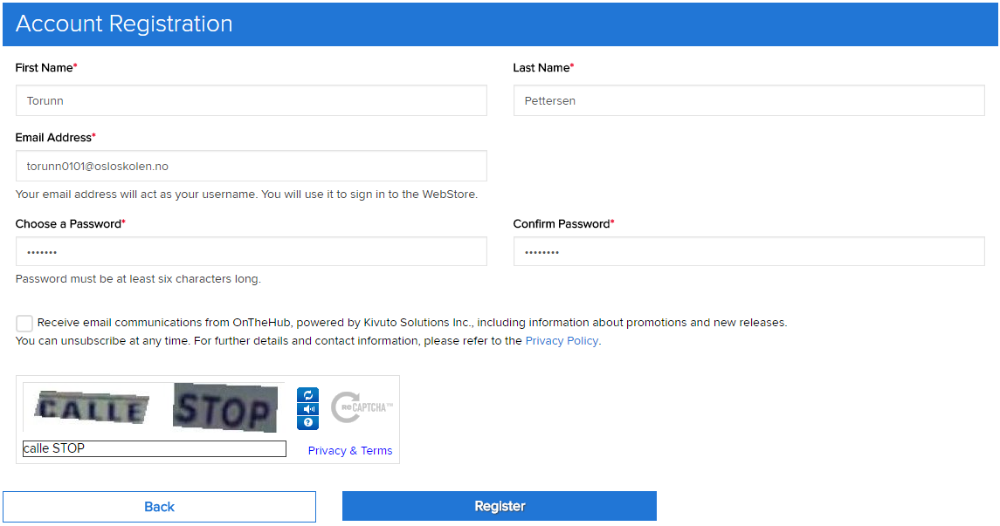 Account Registration
First Name*
Last Name*
Torunn
Pettersen
Email Address*
torunn0101@osloskolen.no
Your email address will act as your username. You will use it to sign in to the WebStore.
Choose a Password*
Confirm Password*
•••••••
••••••••
Password must be at least six characters long.
Receive email communications from OnTheHub, powered by Kivuto Solutions Inc., including information about promotions and new releases.
You can unsubscribe at any time. For further details and contact information, please refer to the Privacy Policy.
CALLE STOP
reCAPTCHA™
calle STOP
Privacy & Terms
Back
Register